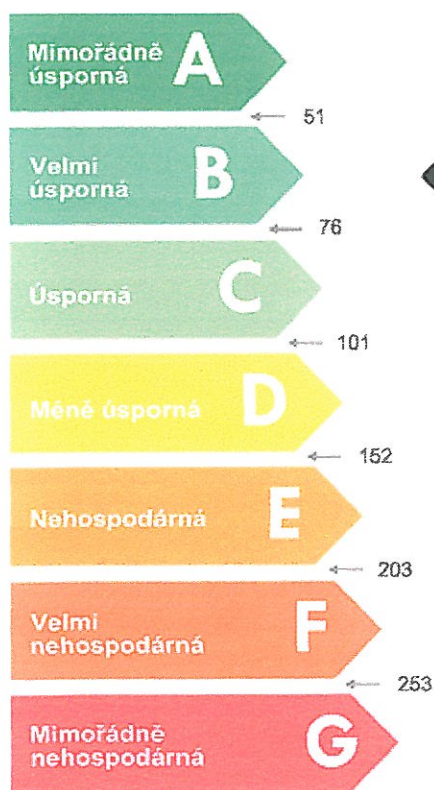 Mimořádně
úsporná
A
51
Velmi
úsporná
B
76
Úsporná
C
101
Méně úsporná
D
152
Nehospodárná
E
203
Velmi
nehospodárná
F
253
Mimořádně
nehospodárná
G